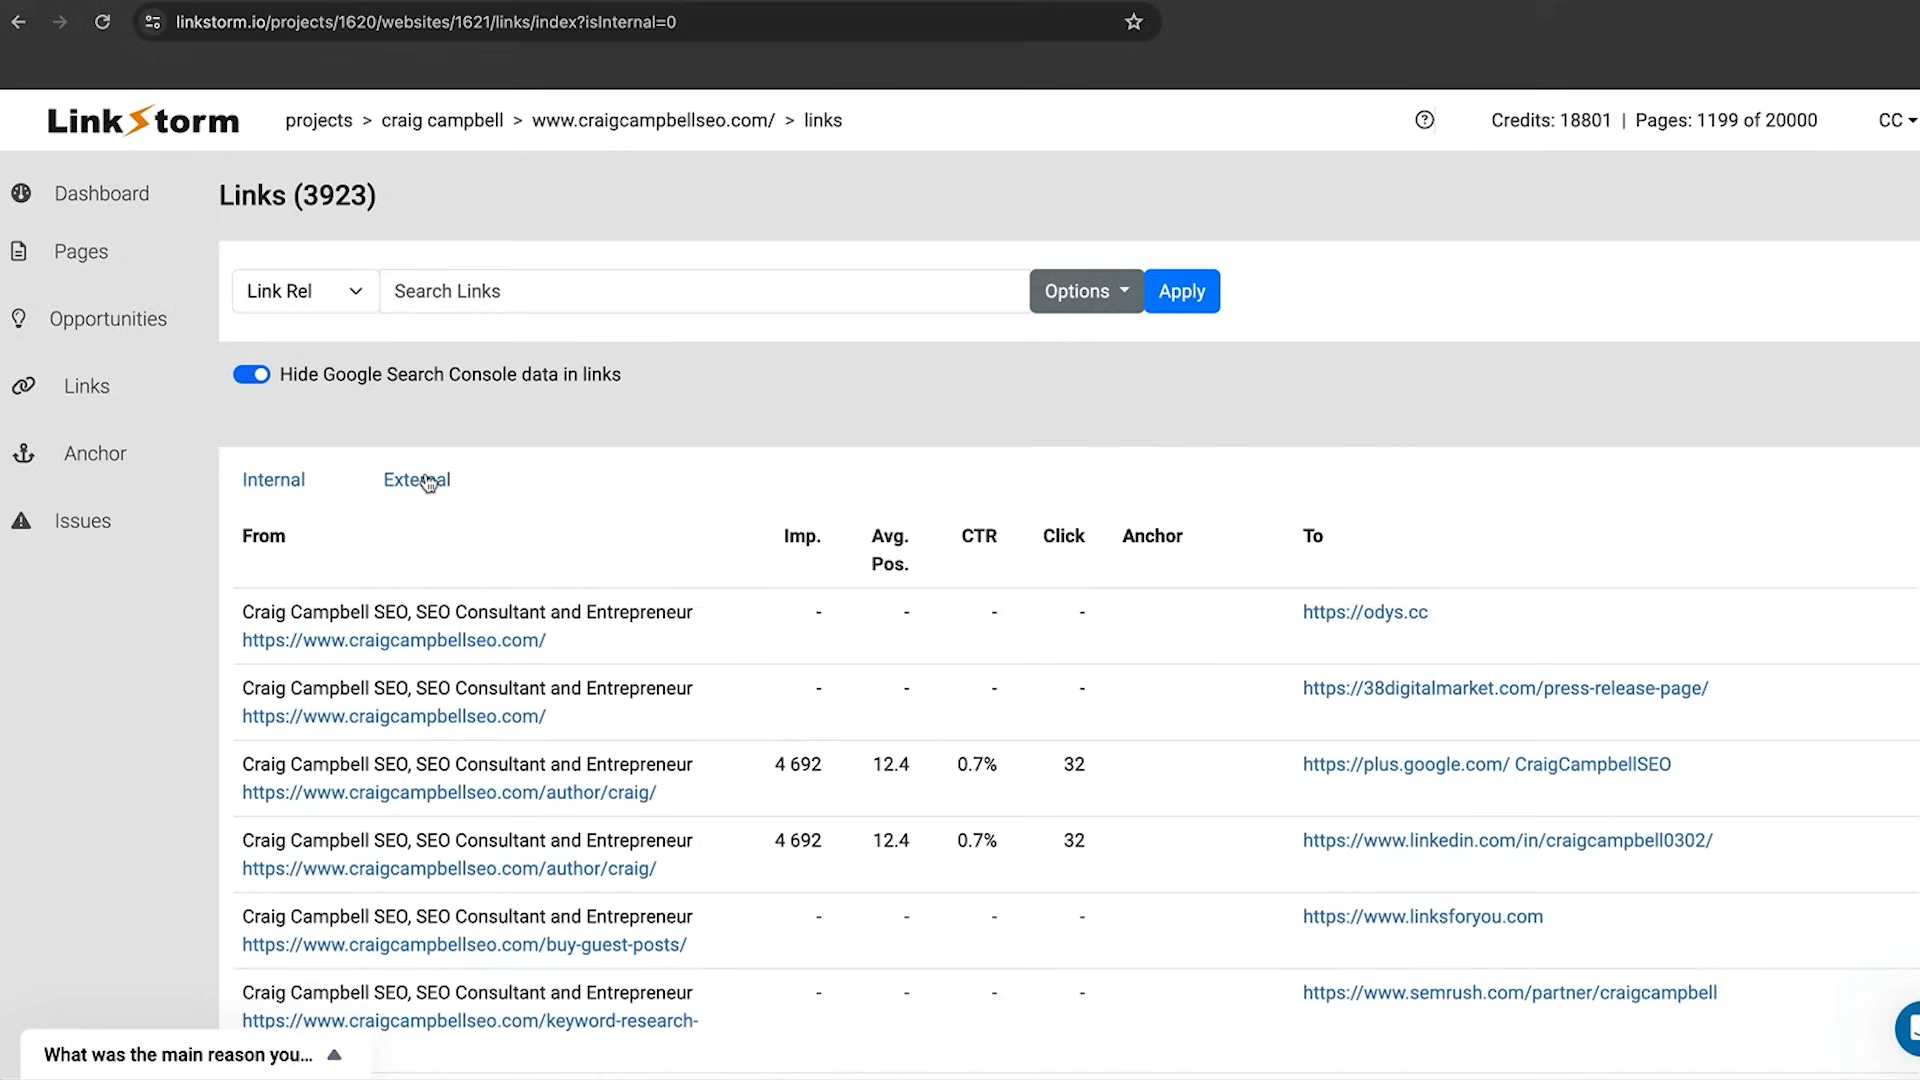 linkstorm.io/projects/1620/websites/1621/links/index?isInternal=0
Link torm
projects > craig campbell > www.craigcampbellseo.com/ > links
Credits: 18801 | Pages: 1199 of 20000
CC
Dashboard
Pages
Opportunities
Links
Anchor
Issues
Links (3923)
Link Rel
Search Links
Options
Apply
Hide Google Search Console data in links
Internal External
From Imp. Avg. Pos. CTR Click Anchor To
Craig Campbell SEO, SEO Consultant and Entrepreneur - - - - https://odys.cc
https://www.craigcampbellseo.com/
Craig Campbell SEO, SEO Consultant and Entrepreneur - - - - https://38digitalmarket.com/press-release-page/
https://www.craigcampbellseo.com/
Craig Campbell SEO, SEO Consultant and Entrepreneur 4 692 12.4 0.7% 32 https://plus.google.com/ CraigCampbellSEO
https://www.craigcampbellseo.com/author/craig/
Craig Campbell SEO, SEO Consultant and Entrepreneur 4 692 12.4 0.7% 32 https://www.linkedin.com/in/craigcampbell0302/
https://www.craigcampbellseo.com/author/craig/
Craig Campbell SEO, SEO Consultant and Entrepreneur - - - - https://www.linksforyou.com
https://www.craigcampbellseo.com/buy-guest-posts/
Craig Campbell SEO, SEO Consultant and Entrepreneur - - - - https://www.semrush.com/partner/craigcampbell
https://www.craigcampbellseo.com/keyword-research-
What was the main reason you...